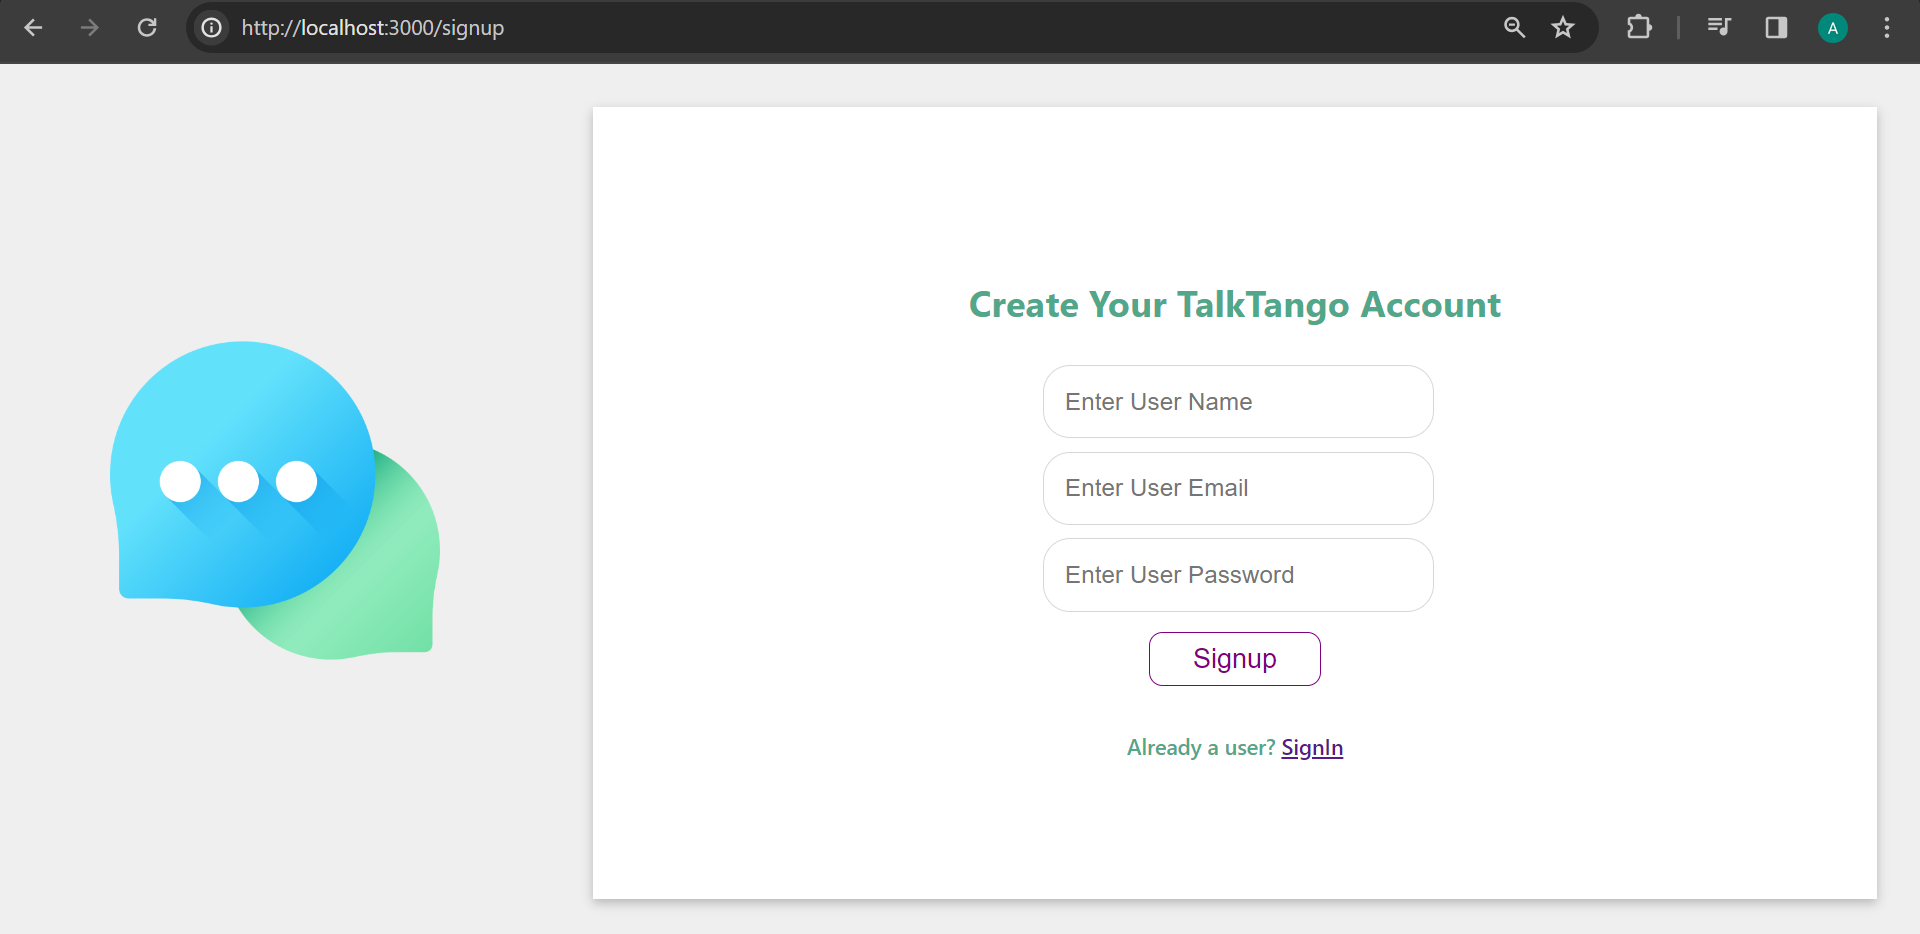 http://localhost:3000/signup
A
Create Your TalkTango Account
Enter User Name
Enter User Email
Enter User Password
Signup
Already a user? SignIn